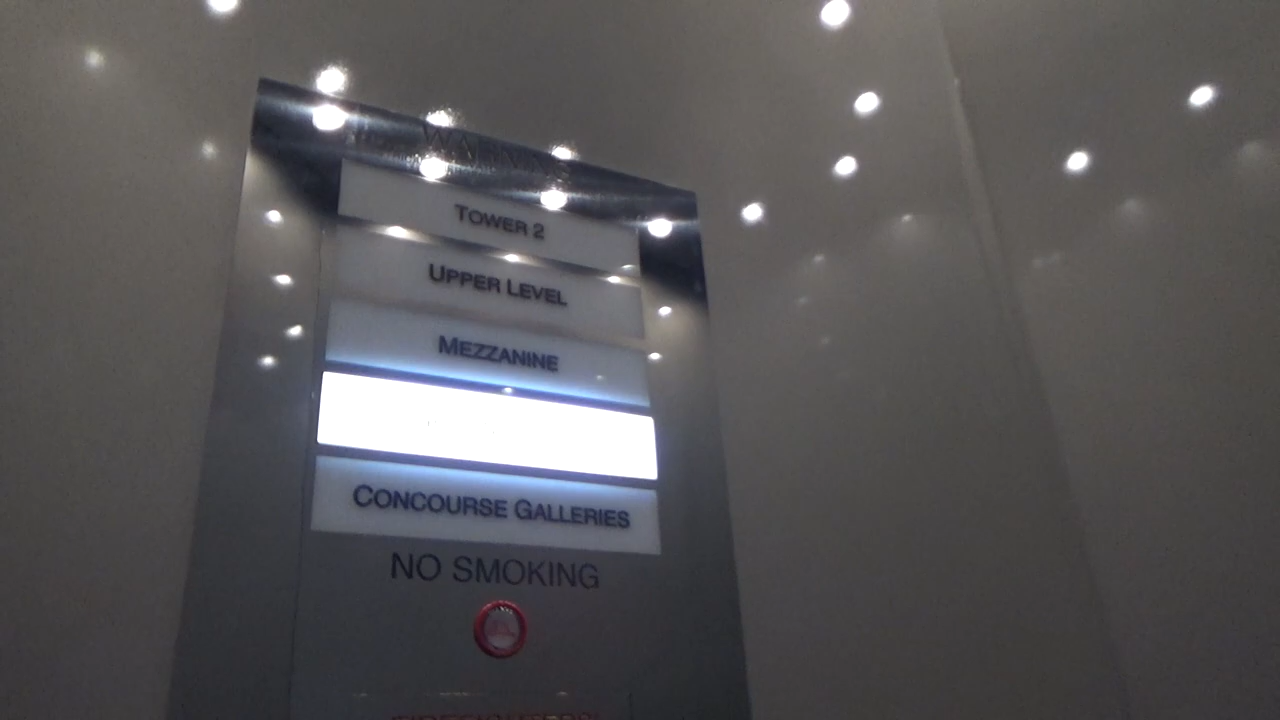 TOWER 2
UPPER LEVEL
MEZZANINE
CONCOURSE GALLERIES
NO SMOKING